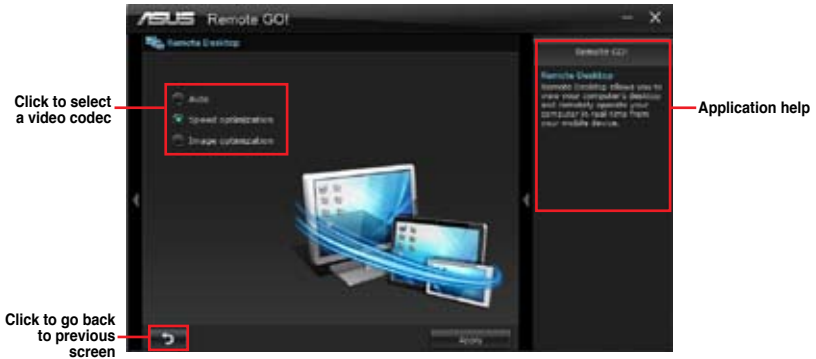 ASUS Remote GO!
Remote Desktop
Remote GO!
Remote Desktop
Remote Desktop allows you to
view your computer's desktop
and remotely operate your
computer in real time from
your mobile device.
Click to select
a video codec
Auto
Speed optimization
Image optimization
Application help
Click to go back
to previous
screen
Apply